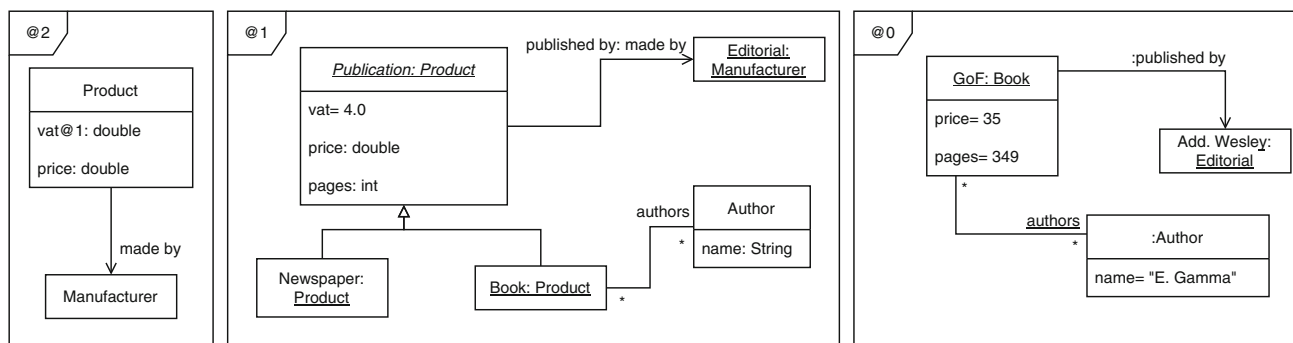 @2
Product
vat@1: double
price: double
made by
Manufacturer
@1
Publication: Product
vat= 4.0
price: double
pages: int
published by: made by
Editorial:
Manufacturer
Newspaper:
Product
Book: Product
*
authors
*
Author
name: String
@0
GoF: Book
price= 35
pages= 349
:published by
Add. Wesley:
Editorial
*
authors
*
:Author
name= "E. Gamma"